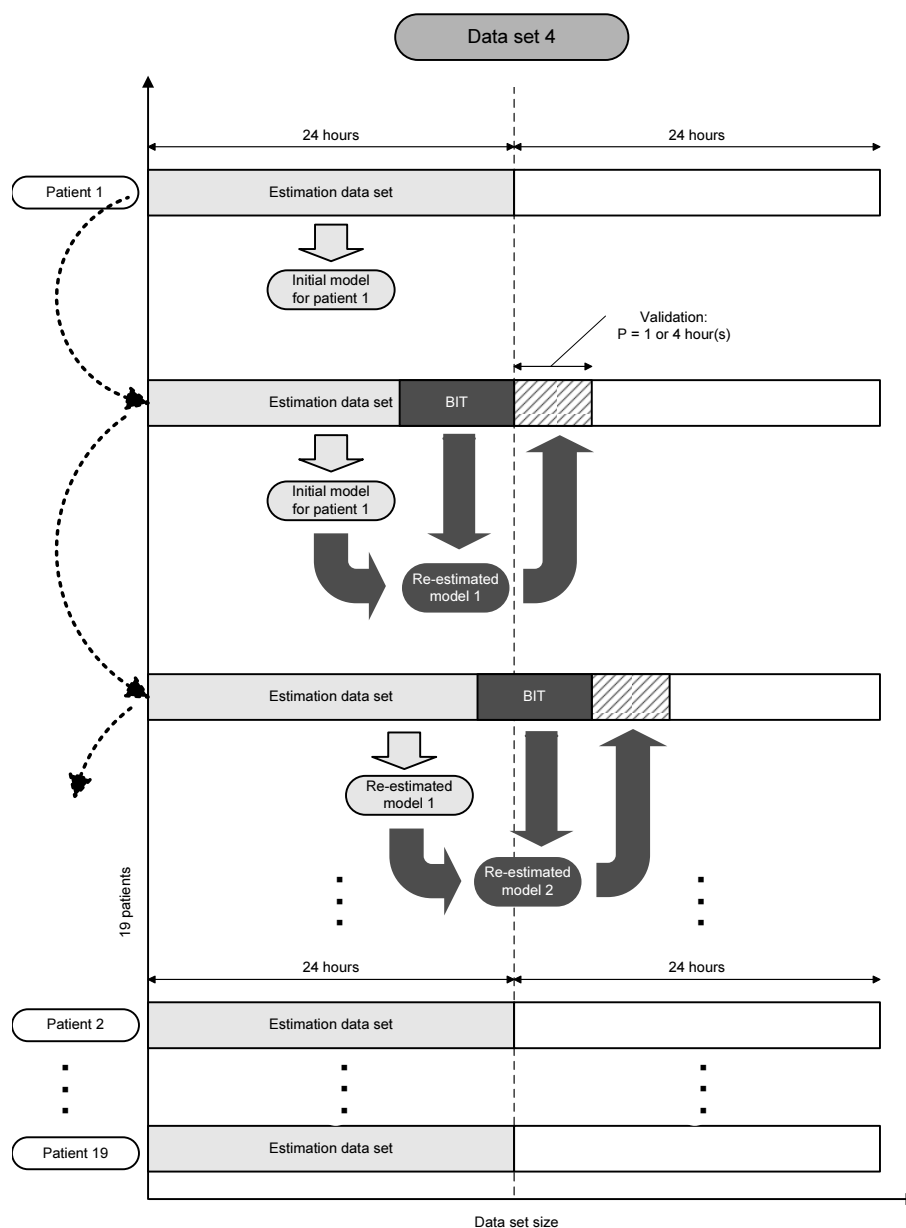 Data set 4
24 hours
24 hours
Patient 1
Estimation data set
Initial model
for patient 1
Validation:
P = 1 or 4 hour(s)
Estimation data set
BIT
Initial model
for patient 1
Re-estimated
model 1
Estimation data set
BIT
Re-estimated
model 1
Re-estimated
model 2
19 patients
24 hours
24 hours
Patient 2
Estimation data set
Patient 19
Estimation data set
Data set size